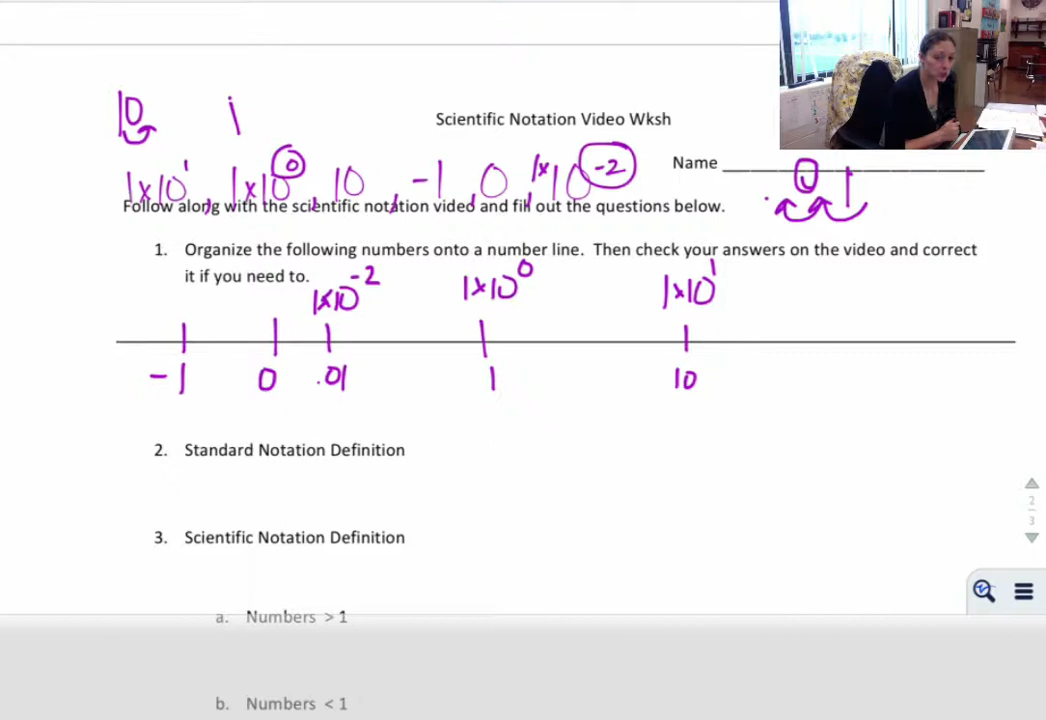 10 1
Scientific Notation Video Wksh
Name
1x10¹, 1x10⁰, 10, -1, 0, 1x10⁻²
Follow along with the scientific notation video and fill out the questions below.
1. Organize the following numbers onto a number line. Then check your answers on the video and correct
it if you need to.
1x10⁻² 1x10⁰ 1x10¹
-1 0 .01 1 10
2. Standard Notation Definition
3. Scientific Notation Definition
a. Numbers > 1
b. Numbers < 1
2
3